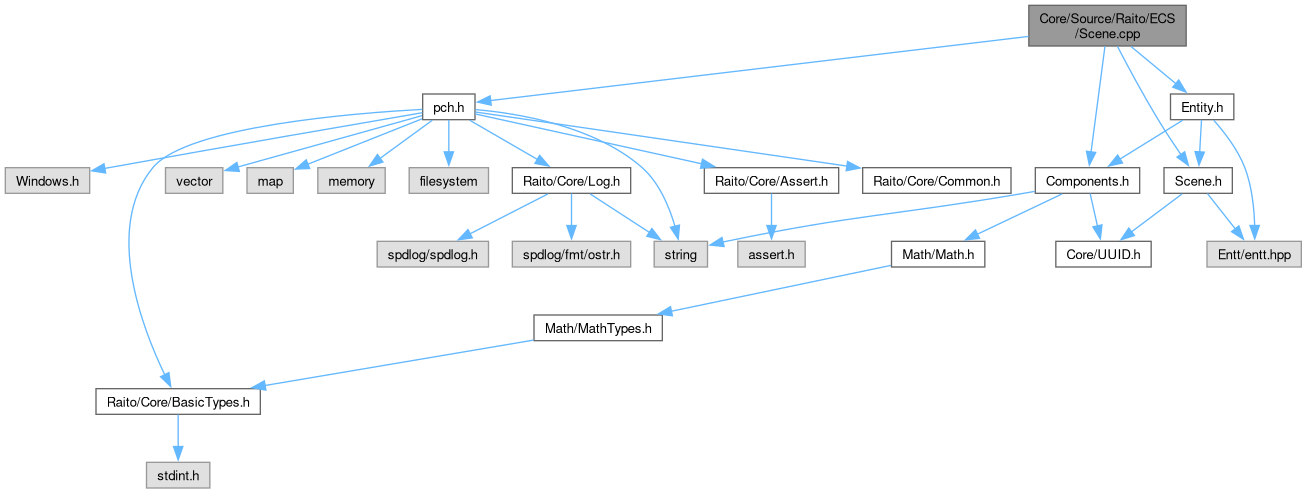 Core/Source/Raito/ECS
/Scene.cpp
pch.h
Entity.h
Windows.h
vector
map
memory
filesystem
Raito/Core/Log.h
Raito/Core/Assert.h
Raito/Core/Common.h
Components.h
Scene.h
spdlog/spdlog.h
spdlog/fmt/ostr.h
string
assert.h
Math/Math.h
Core/UUID.h
Entt/entt.hpp
Math/MathTypes.h
Raito/Core/BasicTypes.h
stdint.h